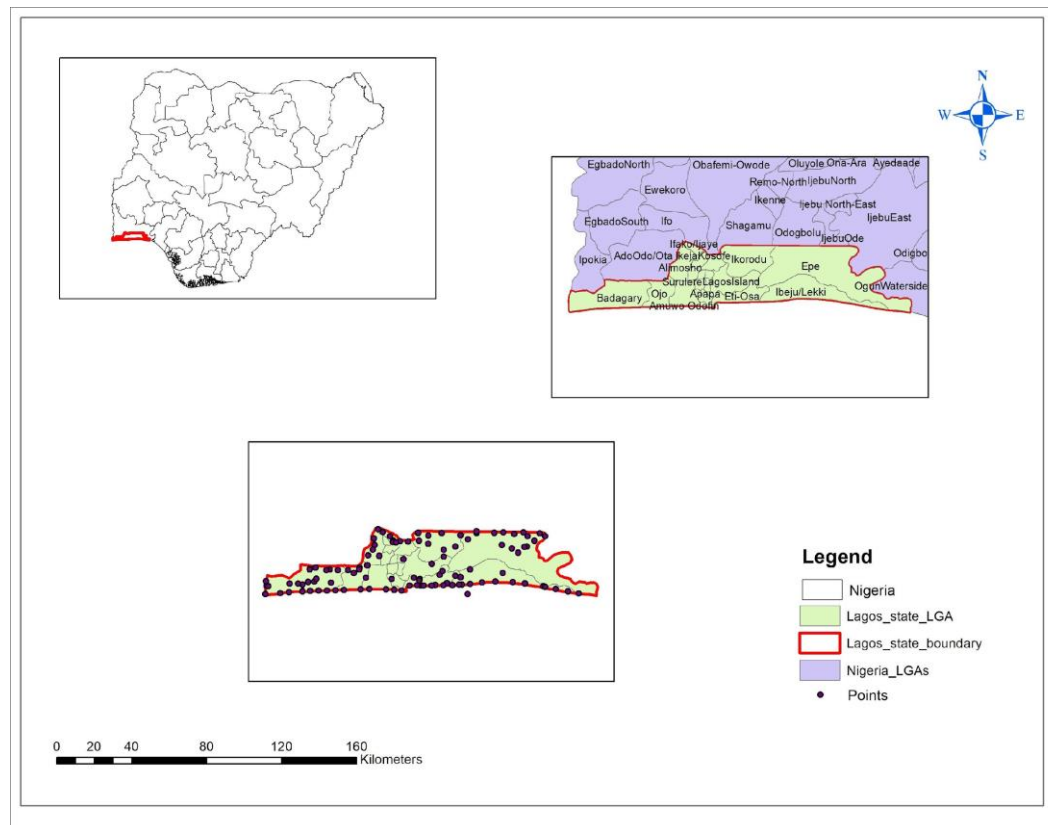 N
W E
S
EgbadoNorth Obafemi-Owode Oluyole Ona-Ara Ayedaade
Remo-North IjebuNorth
Ewekoro
Ikenne
Ijebu North-East
IjebuEast
EgbadoSouth Ifo
Shagamu
Odogbolu
IjebuOde
Ifako/Ijaye
Odigbo
Ipokia AdoOdo/Ota Ikeja Kosofe Ikorodu
Alimosho Epe
Surulere LagosIsland OgunWaterside
Badagary Ojo Apapa Eti-Osa Ibeju/Lekki
Amuwo Odofin
Legend
Nigeria
Lagos_state_LGA
Lagos_state_boundary
Nigeria_LGAs
Points
0 20 40 80 120 160
Kilometers